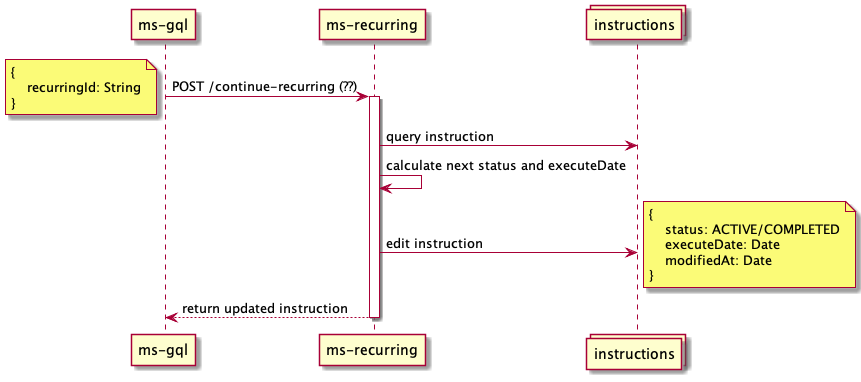 ms-gql
ms-recurring
instructions
{
recurringId: String
}
POST /continue-recurring (??)
query instruction
calculate next status and executeDate
{
status: ACTIVE/COMPLETED
executeDate: Date
modifiedAt: Date
}
edit instruction
return updated instruction
ms-gql
ms-recurring
instructions